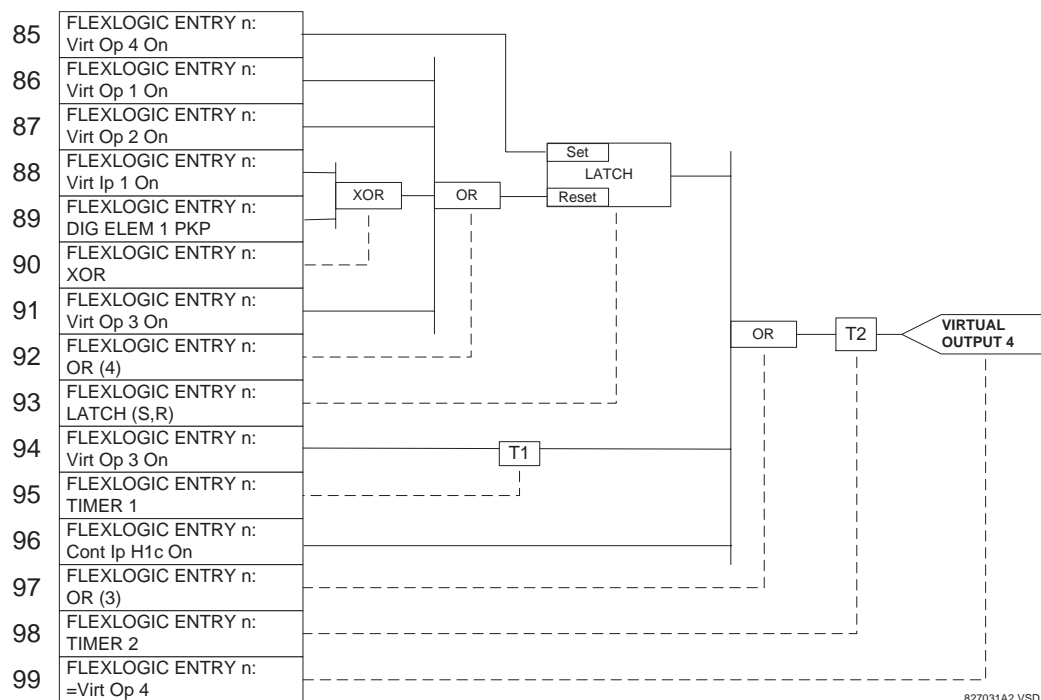 85 FLEXLOGIC ENTRY n:
Virt Op 4 On
86 FLEXLOGIC ENTRY n:
Virt Op 1 On
87 FLEXLOGIC ENTRY n:
Virt Op 2 On
88 FLEXLOGIC ENTRY n:
Virt Ip 1 On
89 FLEXLOGIC ENTRY n:
DIG ELEM 1 PKP
90 FLEXLOGIC ENTRY n:
XOR
91 FLEXLOGIC ENTRY n:
Virt Op 3 On
92 FLEXLOGIC ENTRY n:
OR (4)
93 FLEXLOGIC ENTRY n:
LATCH (S,R)
94 FLEXLOGIC ENTRY n:
Virt Op 3 On
95 FLEXLOGIC ENTRY n:
TIMER 1
96 FLEXLOGIC ENTRY n:
Cont Ip H1c On
97 FLEXLOGIC ENTRY n:
OR (3)
98 FLEXLOGIC ENTRY n:
TIMER 2
99 FLEXLOGIC ENTRY n:
=Virt Op 4
XOR
OR
Set
LATCH
Reset
T1
OR
T2
VIRTUAL
OUTPUT 4
827031A2.VSD